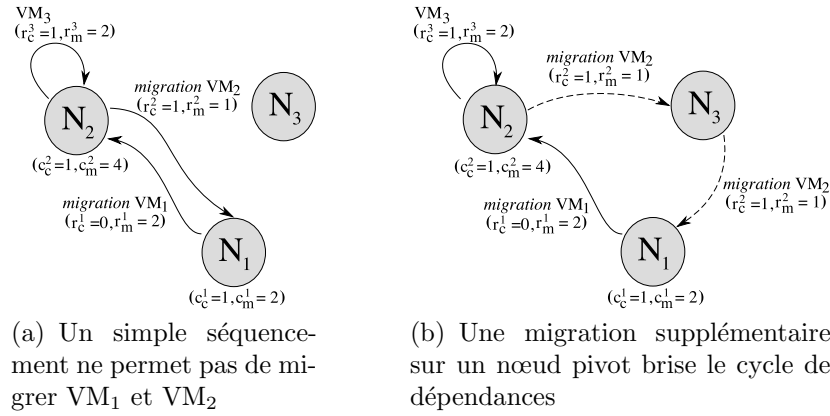 VM₃
(r_c^3=1,r_m^3=2)
migration VM₂
(r_c^2=1,r_m^2=1)
N₂
N₃
(c_c^2=1,c_m^2=4)
migration VM₁
(r_c^1=0,r_m^1=2)
N₁
(c_c^1=1,c_m^1=2)
(a) Un simple séquence-
ment ne permet pas de mi-
grer VM₁ et VM₂
VM₃
(r_c^3=1,r_m^3=2)
migration VM₂
(r_c^2=1,r_m^2=1)
N₂
N₃
(c_c^2=1,c_m^2=4)
migration VM₂
(r_c^2=1,r_m^2=1)
migration VM₁
(r_c^1=0,r_m^1=2)
N₁
(c_c^1=1,c_m^1=2)
(b) Une migration supplémentaire
sur un nœud pivot brise le cycle de
dépendances